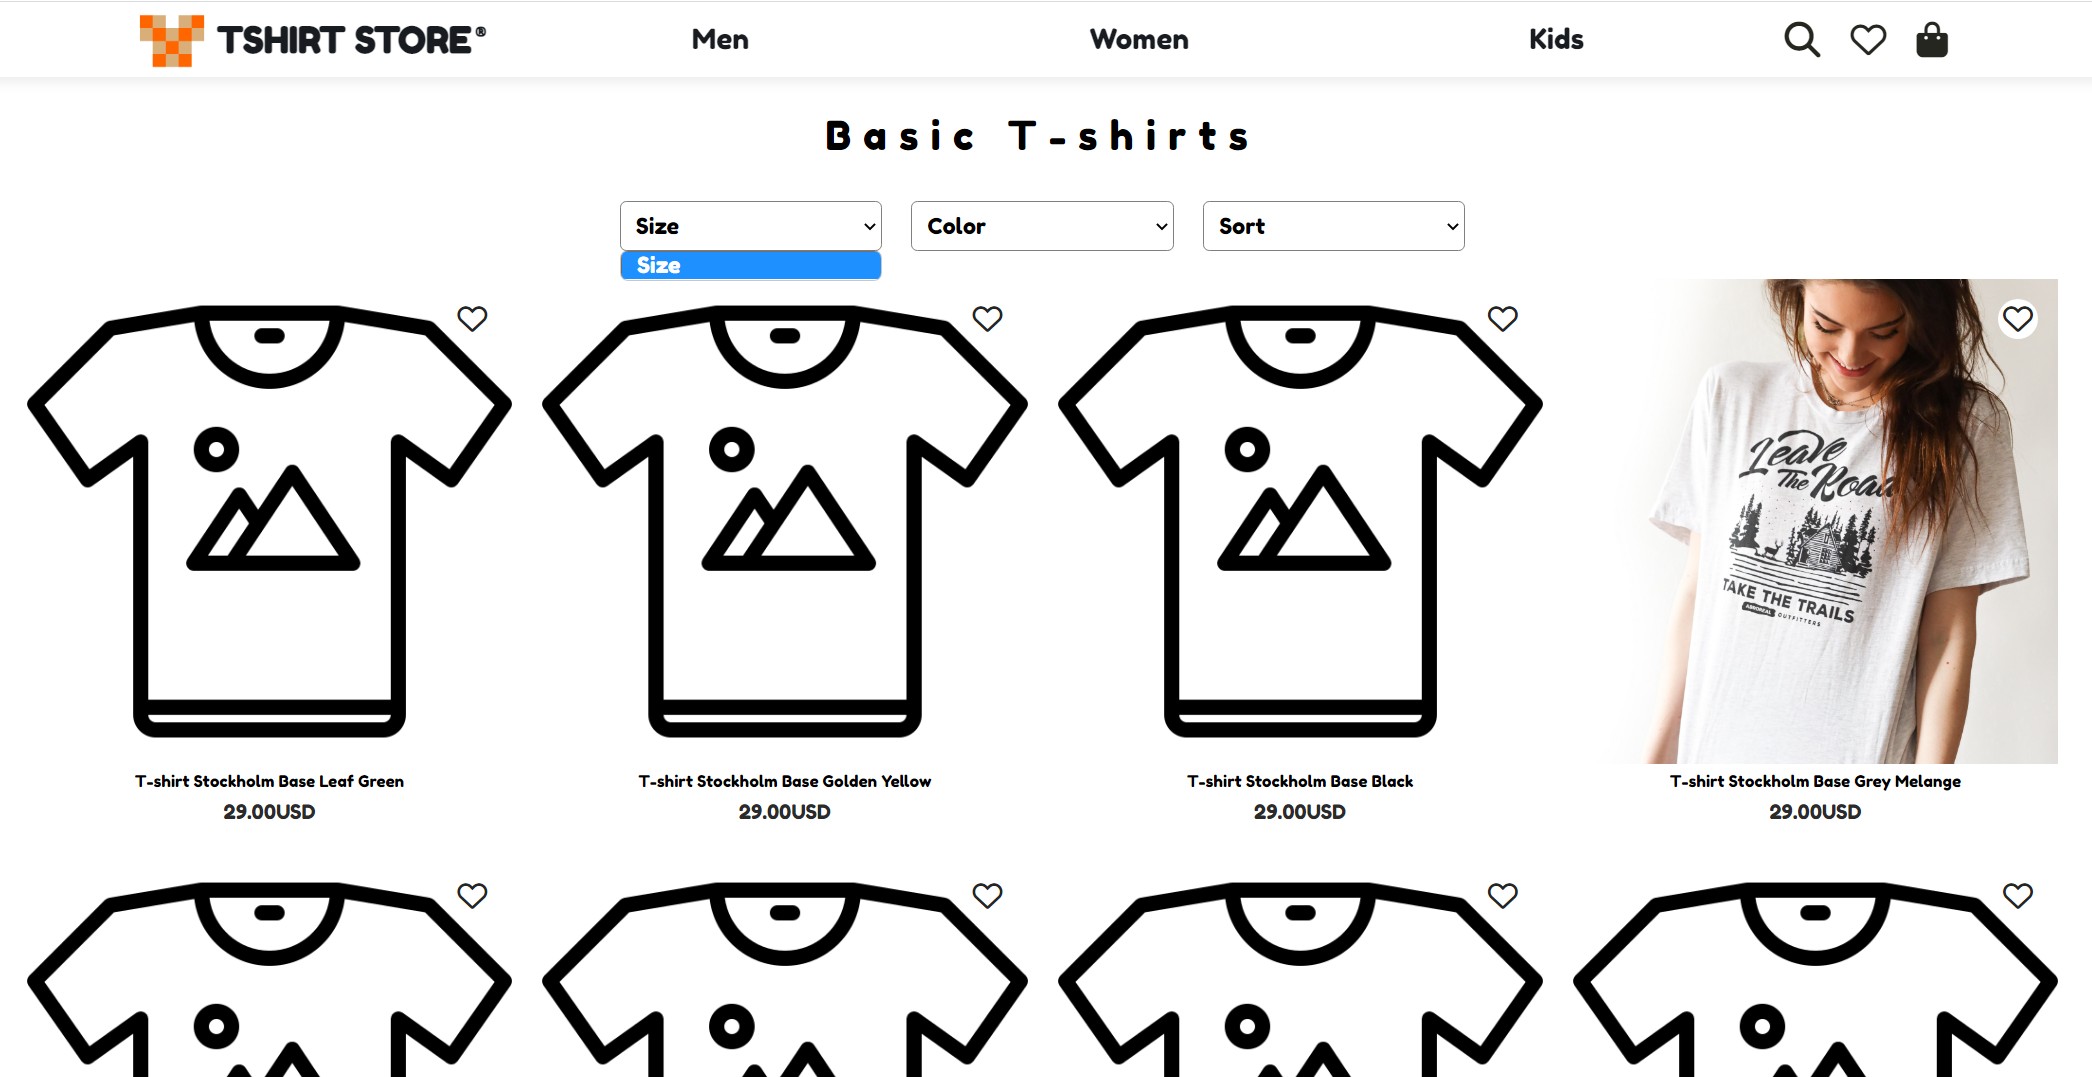 TSHIRT STORE®
Men
Women
Kids
Basic T-shirts
Size
Color
Sort
Size
Leave
The Road
TAKE THE TRAILS
OUTFITTERS
T-shirt Stockholm Base Leaf Green
29.00USD
T-shirt Stockholm Base Golden Yellow
29.00USD
T-shirt Stockholm Base Black
29.00USD
T-shirt Stockholm Base Grey Melange
29.00USD